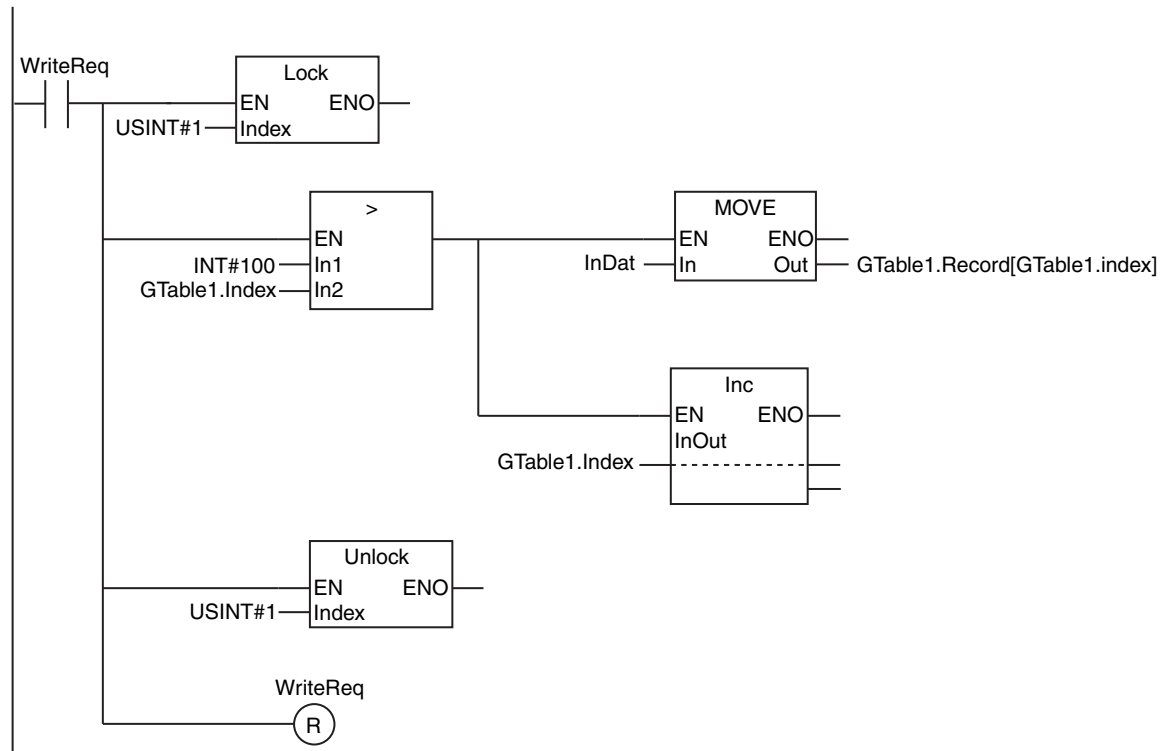 WriteReq
Lock
EN ENO
USINT#1 Index
>
EN
INT#100 In1
GTable1.Index In2
MOVE
EN ENO
InDat In Out GTable1.Record[GTable1.index]
Inc
EN ENO
InOut
GTable1.Index
Unlock
EN ENO
USINT#1 Index
WriteReq
R